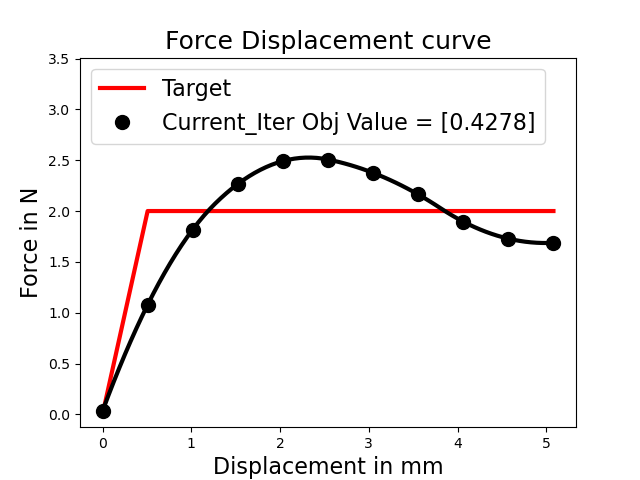 Force Displacement curve
Target
Current_Iter Obj Value = [0.4278]
Force in N
3.5
3.0
2.5
2.0
1.5
1.0
0.5
0.0
0 1 2 3 4 5
Displacement in mm